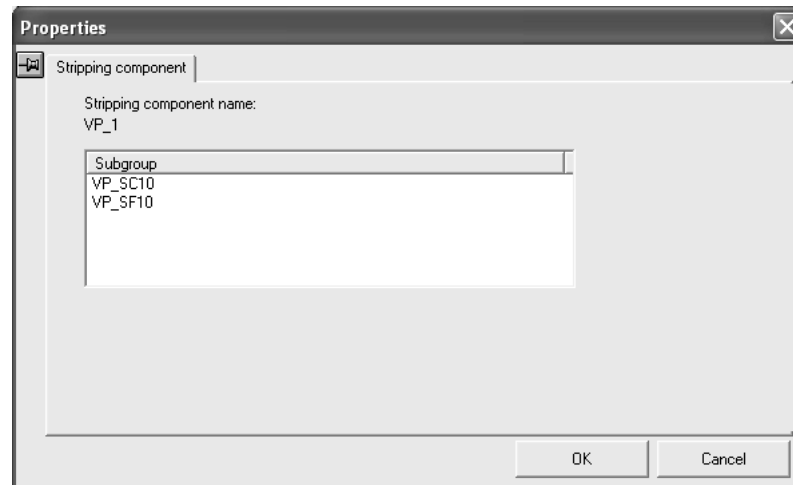 Properties
Stripping component
Stripping component name:
VP_1
Subgroup
VP_SC10
VP_SF10
OK
Cancel